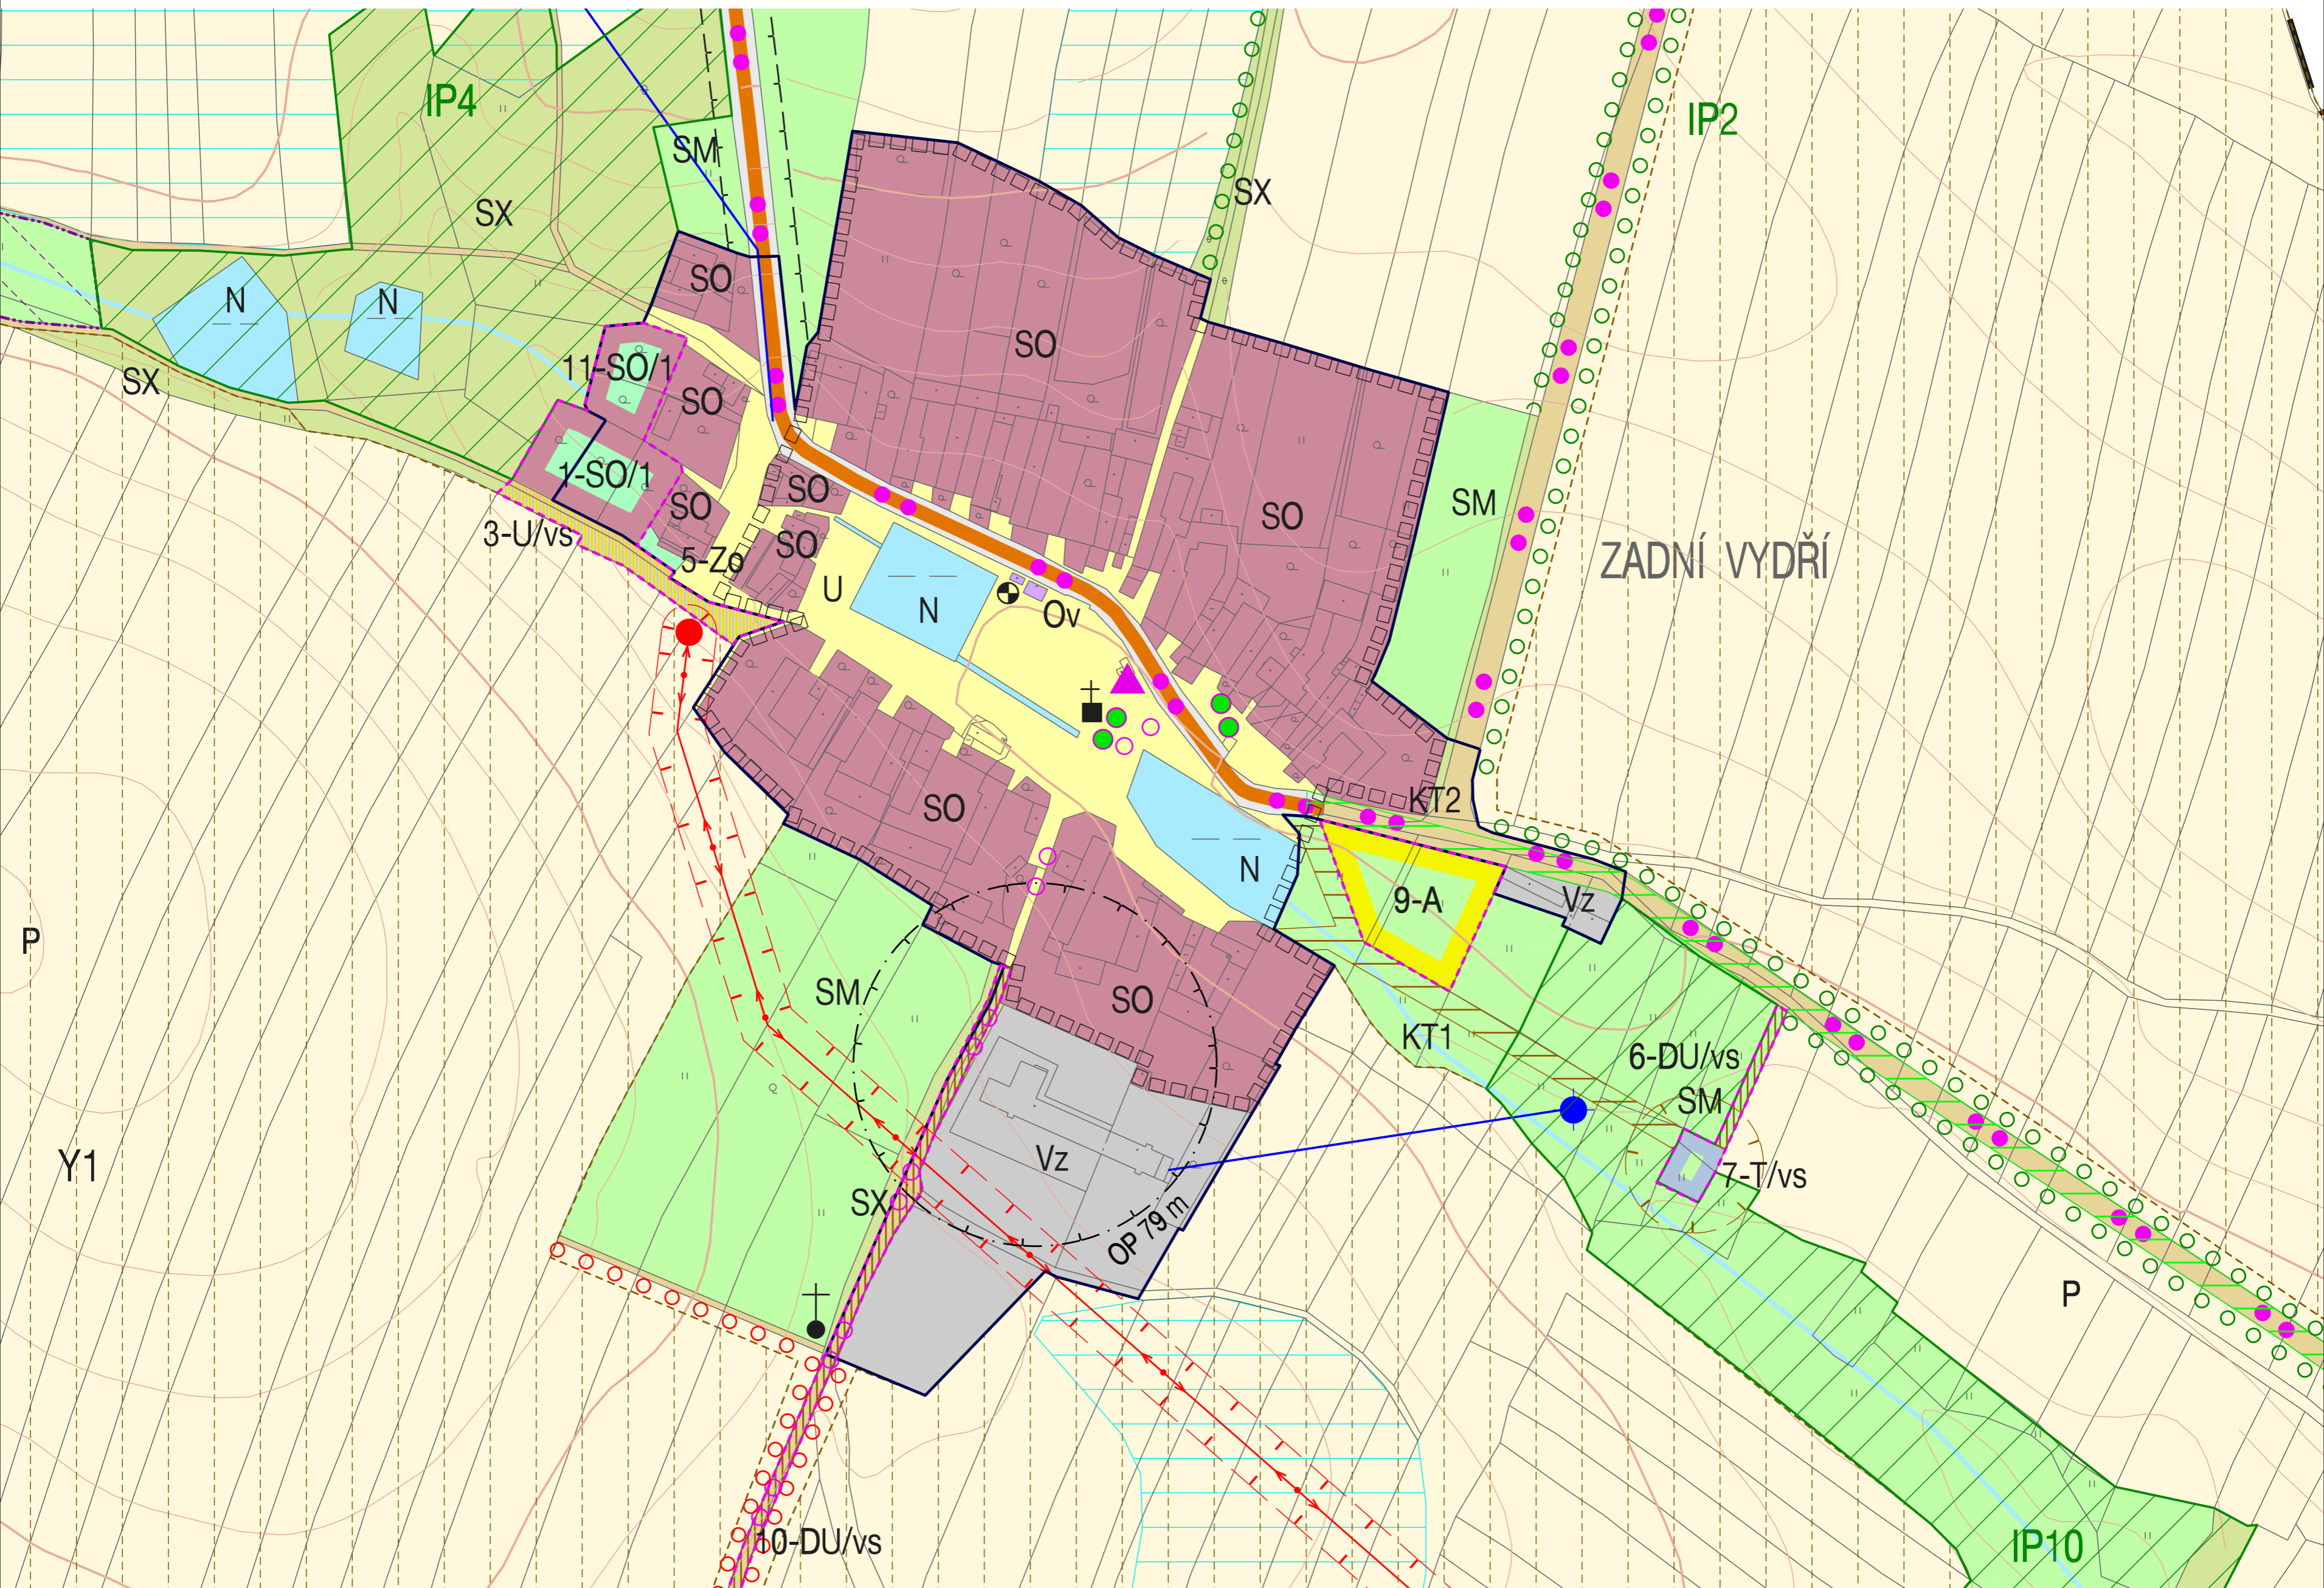 IP4
IP2
SM
SX
SX
SO
N
N
SO
11-SO/1
SX
SO
1-SO/1
SO
SO
SM
SO
3-U/vs
SO
5-Zo
ZADNÍ VYDŘÍ
U
N
Ov
KT2
SO
N
9-A
Vz
P
SM
SO
KT1
6-DU/vs
SM
Y1
Vz
7-T/vs
SX
OP 79 m
P
10-DU/vs
IP10